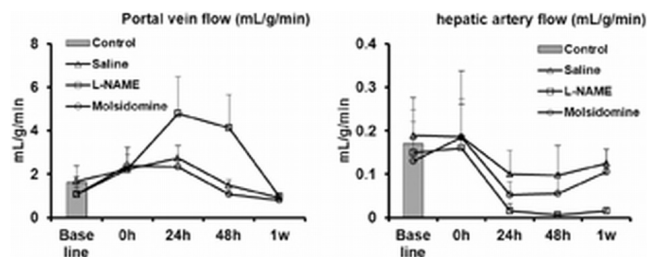 Portal vein flow (mL/g/min)
8
6
4
2
0
mL/g/min
Control
Saline
L-NAME
Molsidomine
Base
line
0h
24h
48h
1w
hepatic artery flow (mL/g/min)
0.4
0.3
0.2
0.1
0
mL/g/min
Control
Saline
L-NAME
Molsidomine
Base
line
0h
24h
48h
1w